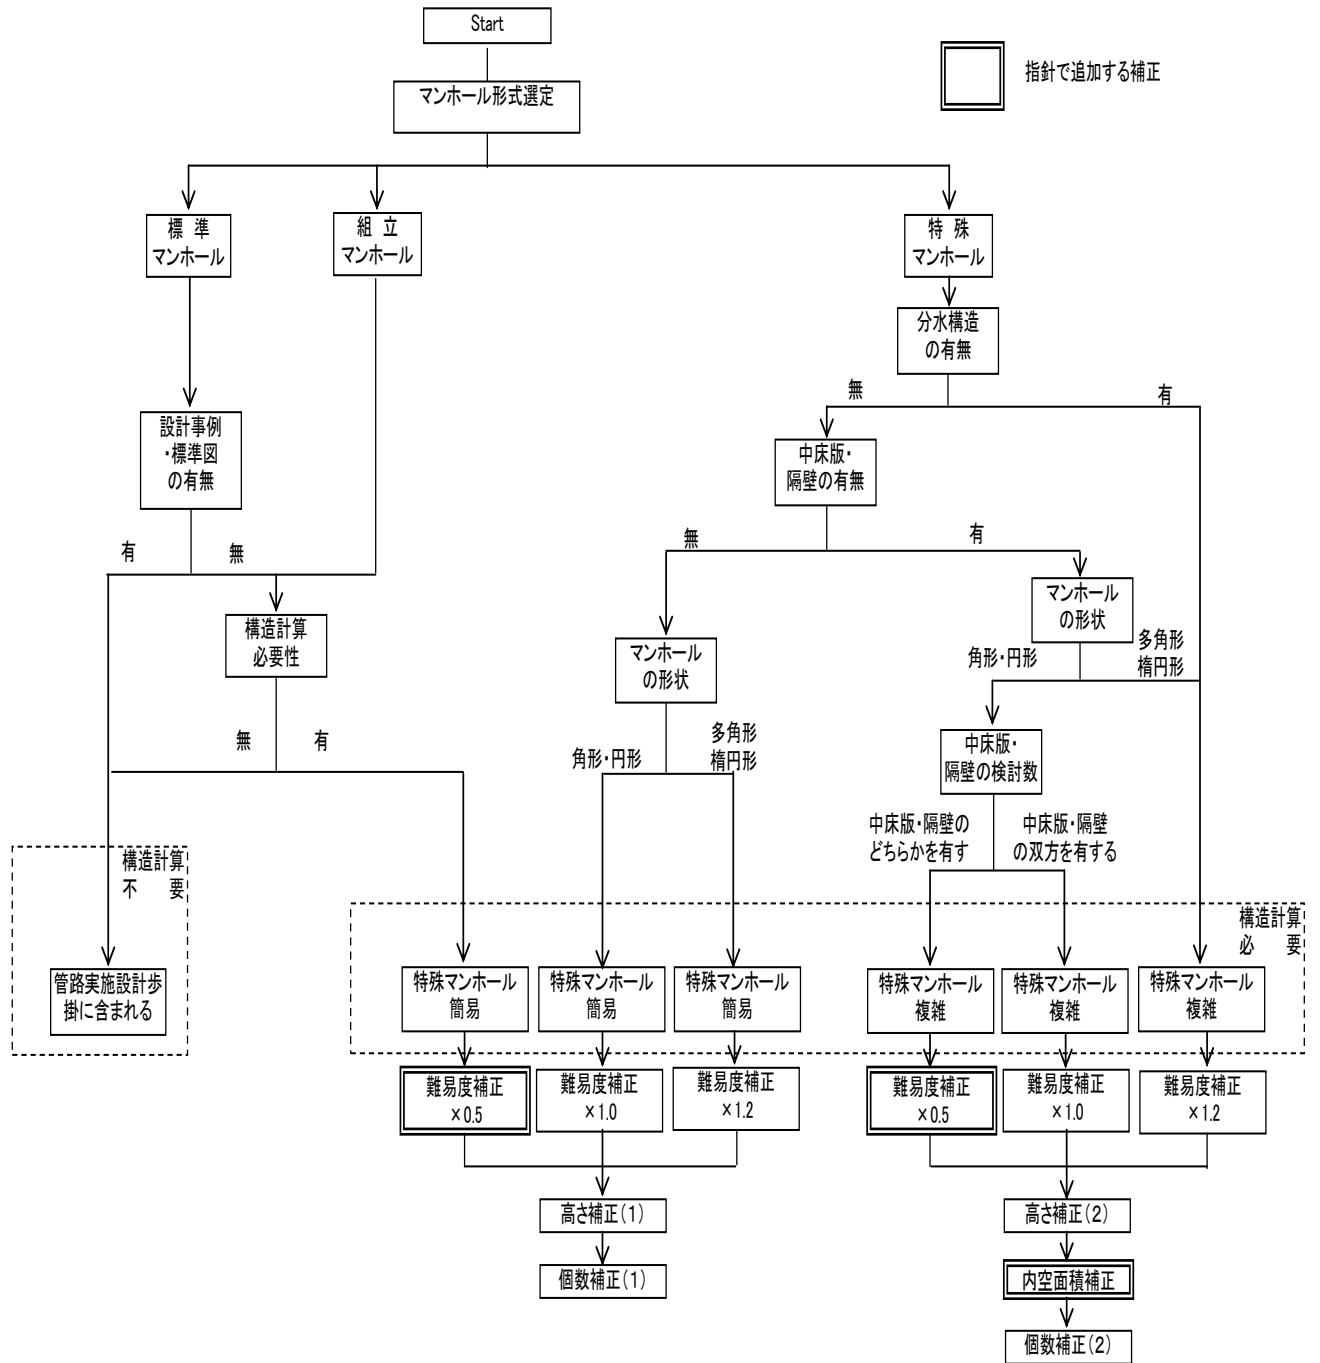 Start
指針で追加する補正
マンホール形式選定
標 準
マンホール
組 立
マンホール
特 殊
マンホール
分水構造
の有無
無
有
設計事例
・標準図
の有無
中床版・
隔壁の有無
有
無
無
有
構造計算
必要性
マンホール
の形状
マンホール
の形状
角形・円形
多角形
楕円形
無
有
角形・円形
多角形
楕円形
中床版・
隔壁の検討数
中床版・隔壁の
どちらかを有す
中床版・隔壁
の双方を有する
構造計算
不 要
構造計算
必 要
管路実施設計歩
掛に含まれる
特殊マンホール
簡易
特殊マンホール
簡易
特殊マンホール
簡易
特殊マンホール
複雑
特殊マンホール
複雑
特殊マンホール
複雑
難易度補正
×0.5
難易度補正
×1.0
難易度補正
×1.2
難易度補正
×0.5
難易度補正
×1.0
難易度補正
×1.2
高さ補正(1)
高さ補正(2)
個数補正(1)
内空面積補正
個数補正(2)